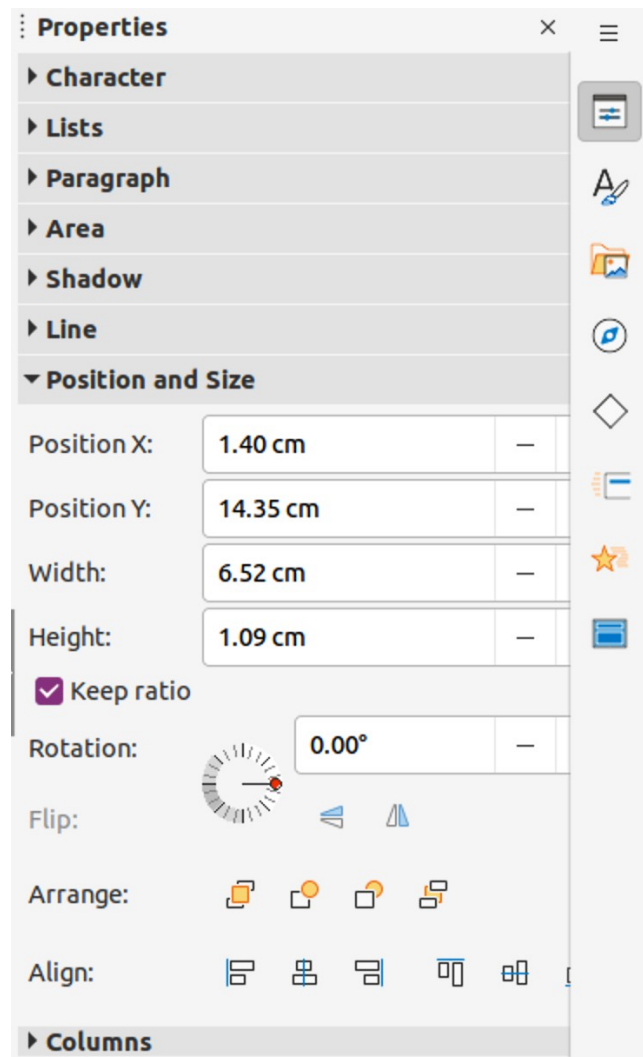 Properties
Character
Lists
Paragraph
Area
Shadow
Line
Position and Size
Position X: 1.40 cm
Position Y: 14.35 cm
Width: 6.52 cm
Height: 1.09 cm
Keep ratio
Rotation: 0.00°
Flip:
Arrange:
Align:
Columns